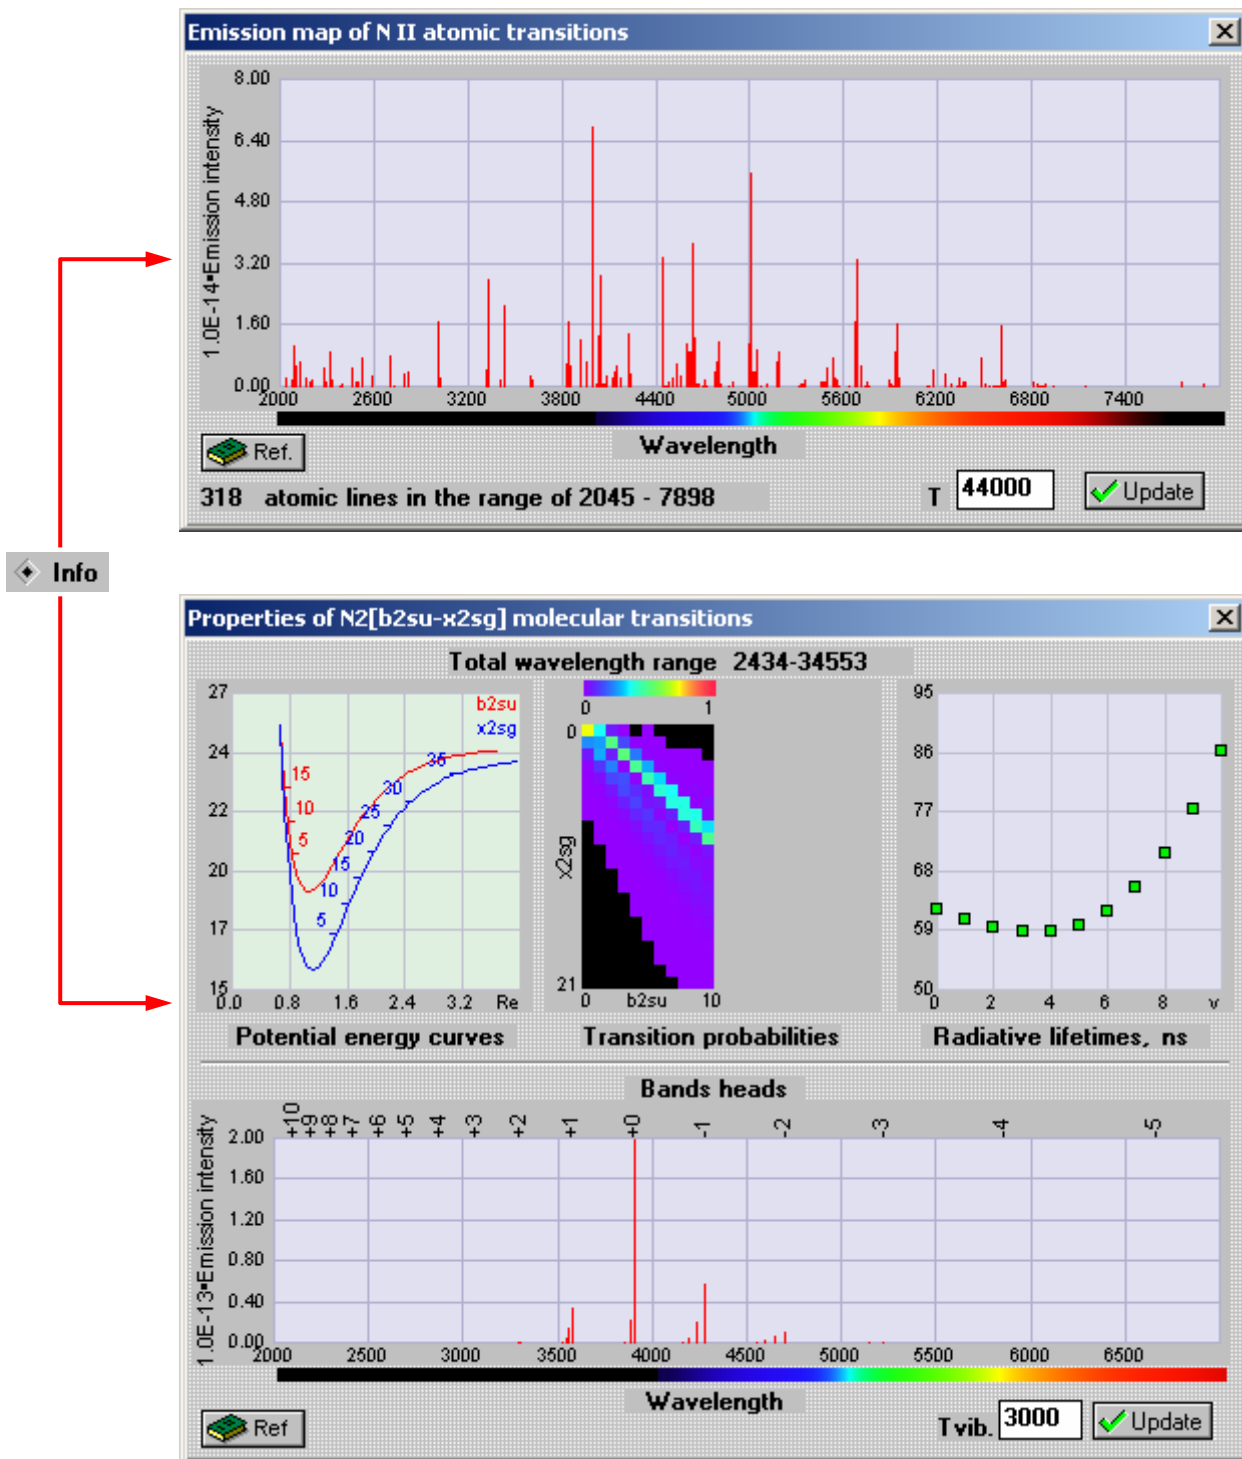 Emission map of N II atomic transitions
1.0E-14*Emission intensity
8.00
6.40
4.80
3.20
1.60
0.00
2000 2600 3200 3800 4400 5000 5600 6200 6800 7400
Ref.
Wavelength
318 atomic lines in the range of 2045 - 7898
T 44000 Update
Info
Properties of N2[b2su-x2sg] molecular transitions
Total wavelength range 2434-34553
27
24
22
20
17
15
0.0 0.8 1.6 2.4 3.2 Re
b2su
x2sg
15
10
5
35
30
25
20
15
10
5
Potential energy curves
0 1
0
x2sg
21
0 b2su 10
Transition probabilities
95
86
77
68
59
50
0 2 4 6 8 v
Radiative lifetimes, ns
Bands heads
+10 +9 +8 +7 +6 +5 +4 +3 +2 +1 +0 -1 -2 -3 -4 -5
1.0E-13*Emission intensity
2.00
1.60
1.20
0.80
0.40
0.00
2000 2500 3000 3500 4000 4500 5000 5500 6000 6500
Wavelength
Ref
Tvib. 3000 Update